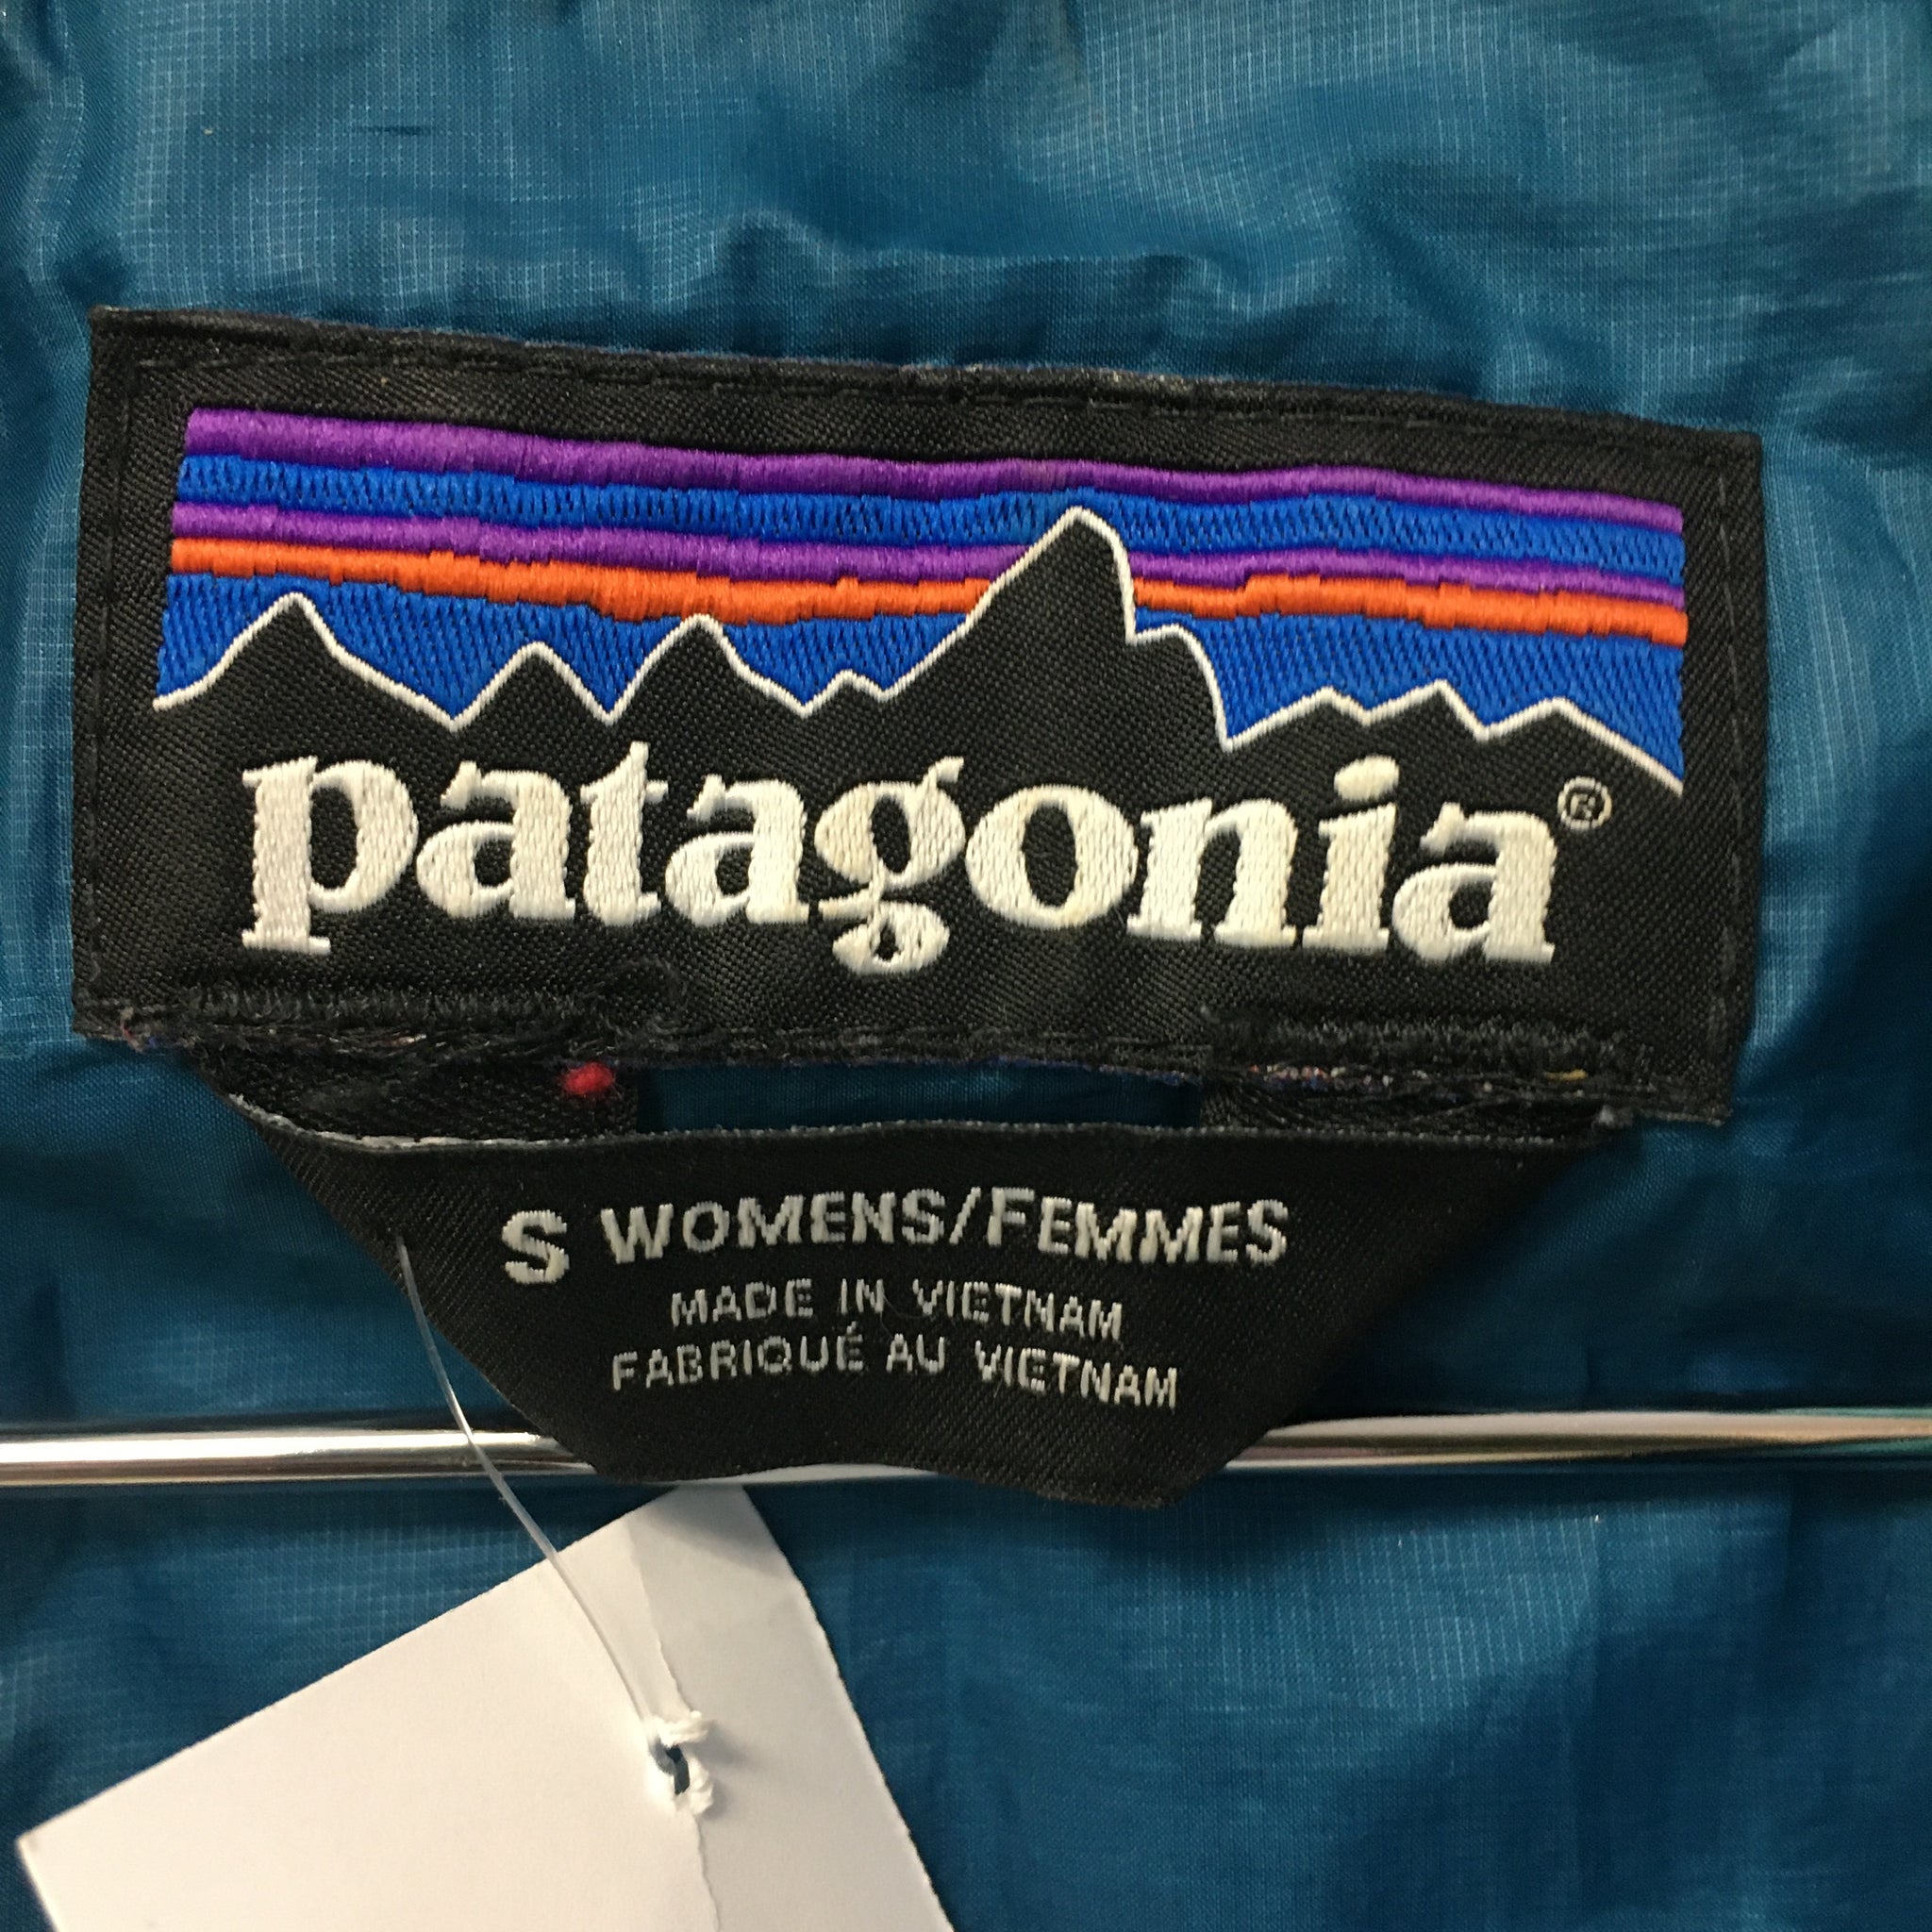 patagonia®
S WOMENS/FEMMES
MADE IN VIETNAM
FABRIQUÉ AU VIETNAM